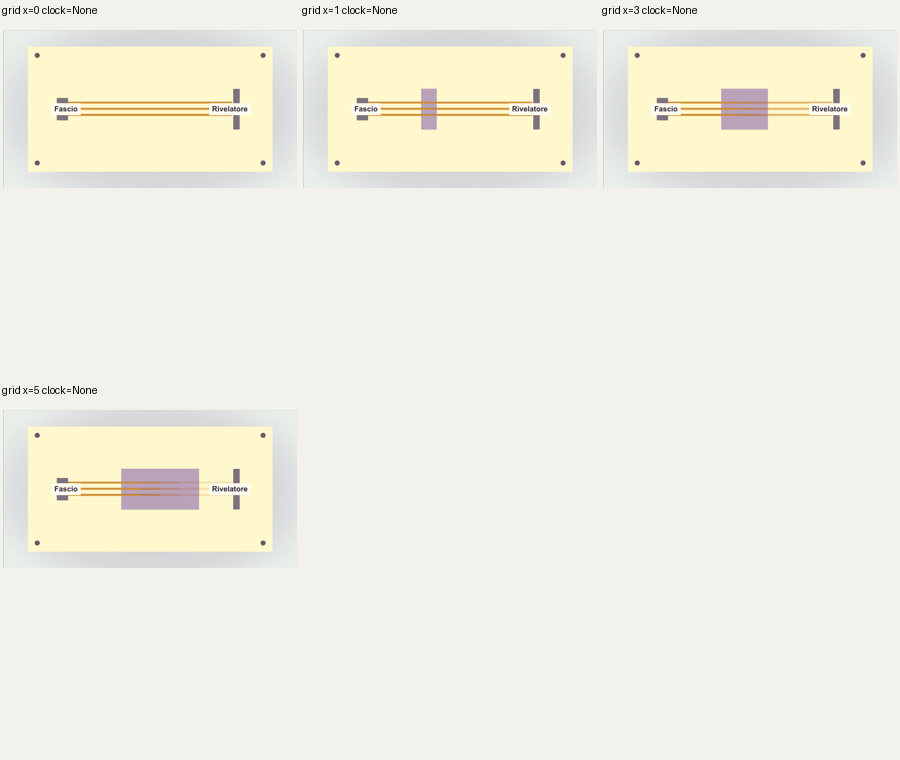 grid x=0 clock=None
grid x=1 clock=None
grid x=3 clock=None
Fascio
Rivelatore
Fascio
Rivelatore
Fascio
Rivelatore
grid x=5 clock=None
Fascio
Rivelatore